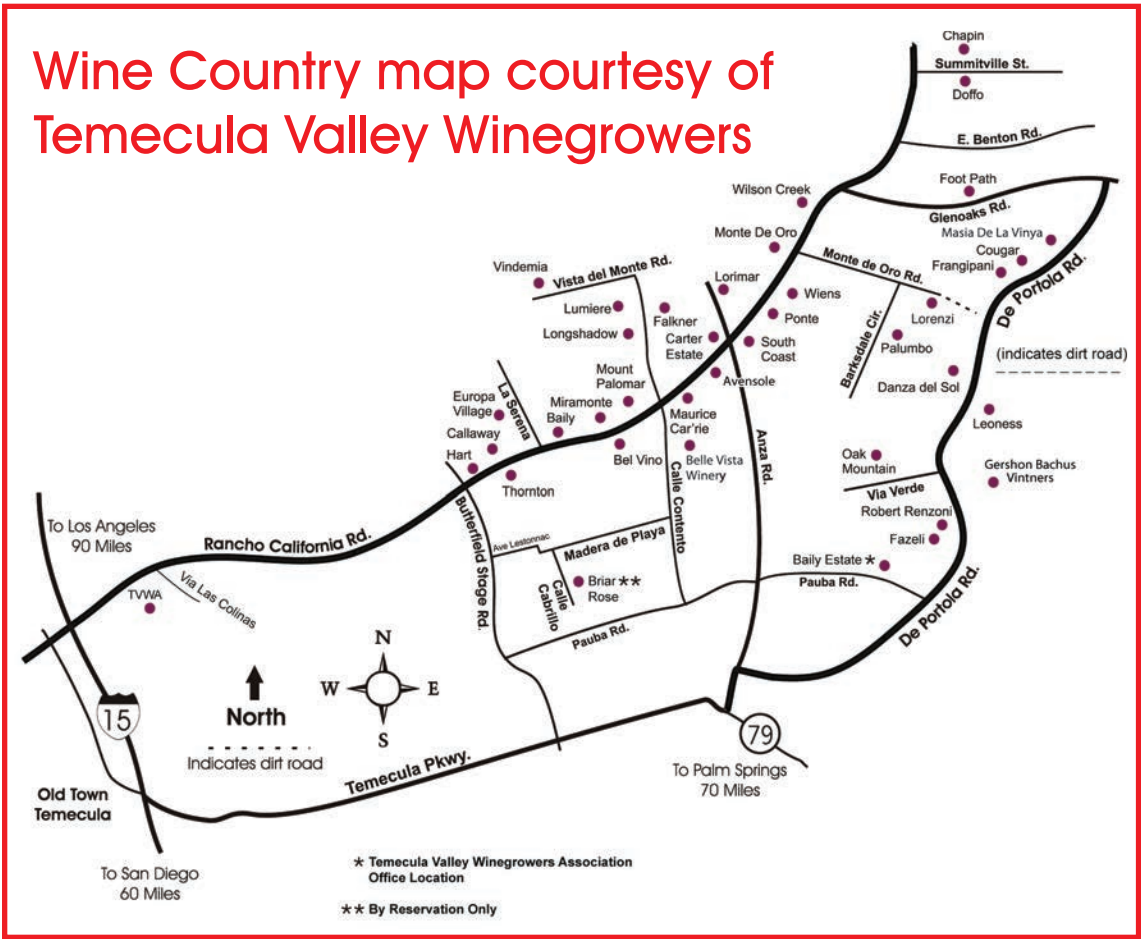 Wine Country map courtesy of
Temecula Valley Winegrowers
Chapin
Summitville St.
Doffo
E. Benton Rd.
Foot Path
Glenoaks Rd.
Wilson Creek
Masia De La Vinya
Cougar
Frangipani
Monte De Oro
Monte de Oro Rd.
De Portola Rd.
Vindemia
Vista del Monte Rd.
Lorimar
Wiens
Lumiere
Falkner
Ponte
Lorenzi
Longshadow
Carter
Estate
South
Coast
Barksdale Cir.
Palumbo
(indicates dirt road)
Mount
Palomar
Avensole
Danza del Sol
La Serena
Europa
Village
Miramonte
Baily
Maurice
Car'rie
Leoness
Callaway
Hart
Bel Vino
Belle Vista
Winery
Anza Rd.
Oak
Mountain
Gershon Bachus
Vintners
Thornton
Calle Contento
Via Verde
Robert Renzoni
To Los Angeles
90 Miles
Rancho California Rd.
Butterfield Stage Rd.
Ave Lestonnac
Madera de Playa
Fazeli
Baily Estate *
Via Las Colinas
TVWA
Calle
Cabrillo
Briar **
Rose
Pauba Rd.
Pauba Rd.
De Portola Rd.
N
W
E
S
North
15
Indicates dirt road
79
Temecula Pkwy.
To Palm Springs
70 Miles
Old Town
Temecula
To San Diego
60 Miles
* Temecula Valley Winegrowers Association
Office Location
** By Reservation Only